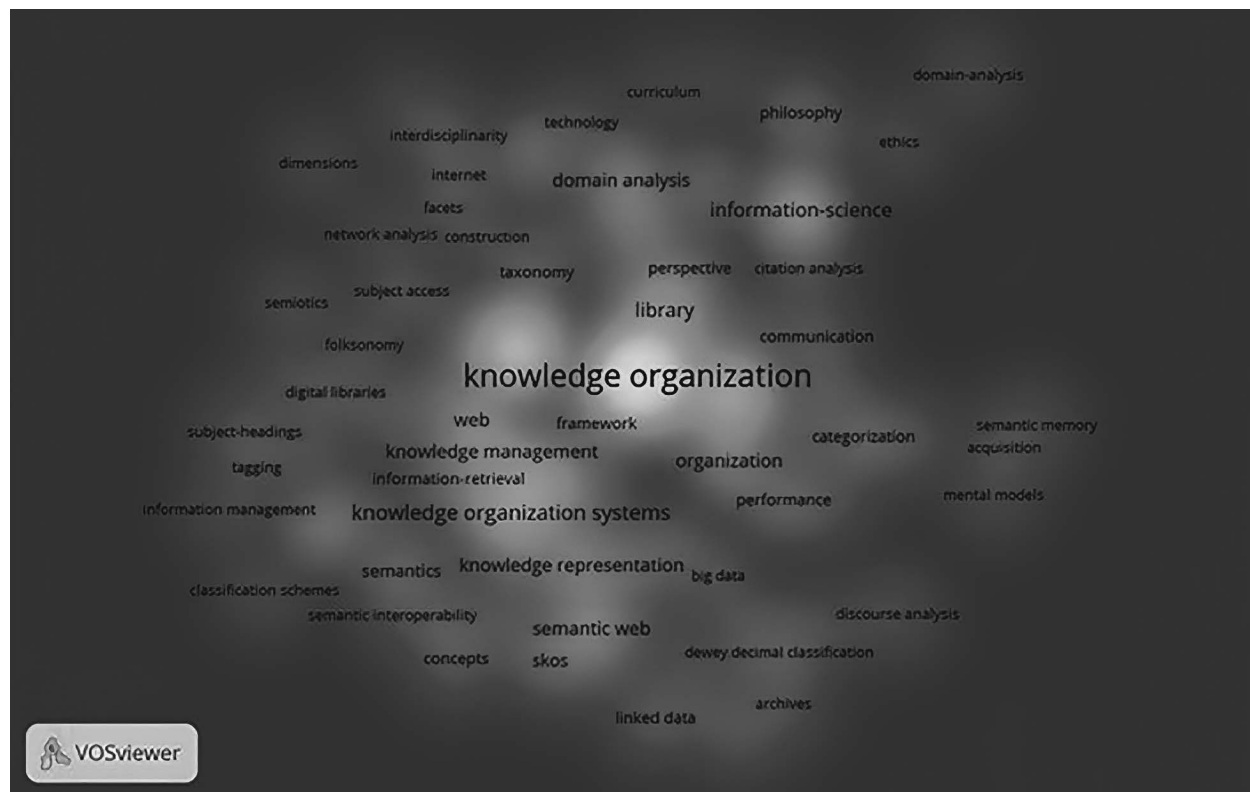 domain-analysis
curriculum
philosophy
technology
interdisciplinarity
ethics
dimensions
internet
domain analysis
facets
information-science
network analysis
construction
taxonomy
perspective
citation analysis
subject access
semiotics
library
communication
folksonomy
knowledge organization
digital libraries
web
framework
semantic memory
subject-headings
categorization
acquisition
knowledge management
organization
tagging
information-retrieval
mental models
performance
information management
knowledge organization systems
semantics
knowledge representation
big data
classification schemes
semantic interoperability
discourse analysis
semantic web
dewey decimal classification
concepts
skos
archives
linked data
VOSviewer